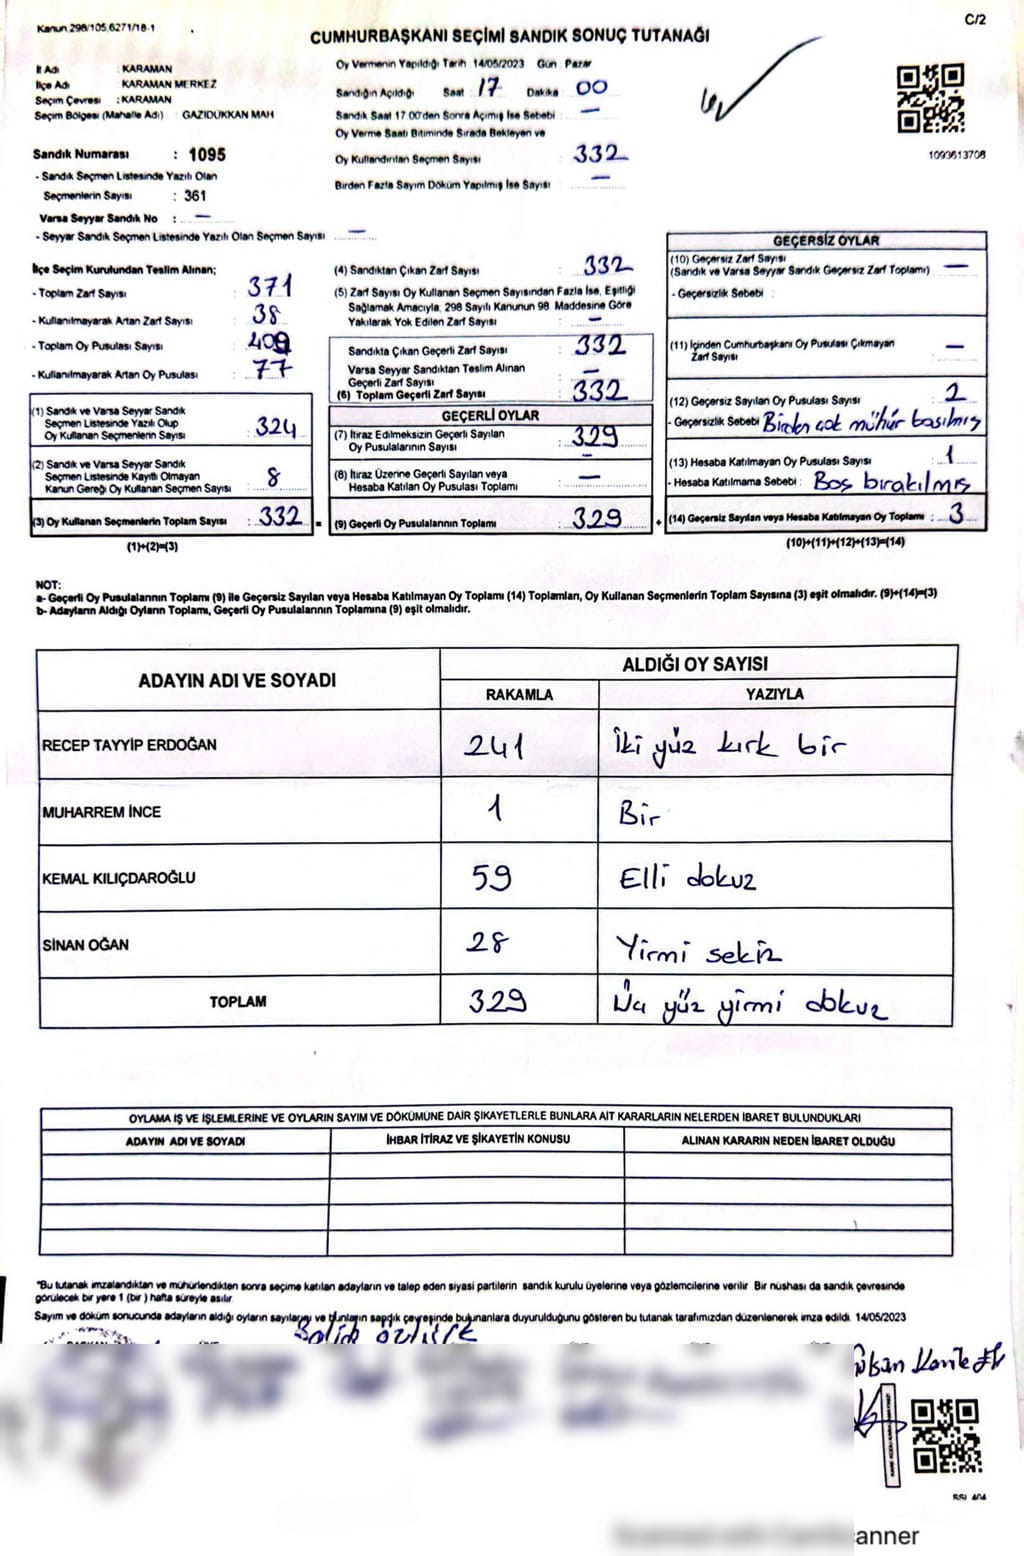 Kanun 298/105,6271/18-1
C/2
CUMHURBAŞKANI SEÇİMİ SANDIK SONUÇ TUTANAĞI
İl Adı : KARAMAN
İlçe Adı KARAMAN MERKEZ
Seçim Çevresi : KARAMAN
Seçim Bölgesi (Mahalle Adı) : GAZİDÜKKAN MAH
Oy Vermenin Yapıldığı Tarih 14/05/2023 Gün : Pazar
Sandığın Açıldığı Saat : 17 Dakika : 00
Sandık Saat 17.00'den Sonra Açımış İse Sebebi : —
Oy Verme Saati Bitiminde Sırada Bekleyen ve
Oy Kullandırılan Seçmen Sayısı 332
Birden Fazla Sayım Döküm Yapılmış İse Sayısı : —
1093613708
Sandık Numarası : 1095
- Sandık Seçmen Listesinde Yazılı Olan
Seçmenlerin Sayısı : 361
Varsa Seyyar Sandık No : —
- Seyyar Sandık Seçmen Listesinde Yazılı Olan Seçmen Sayısı —
İlçe Seçim Kurulundan Teslim Alınan;
- Toplam Zarf Sayısı : 371
- Kullanılmayarak Artan Zarf Sayısı : 38
- Toplam Oy Pusulası Sayısı : 409
- Kullanılmayarak Artan Oy Pusulası : 77
(1) Sandık ve Varsa Seyyar Sandık
Seçmen Listesinde Yazılı Olup
Oy Kullanan Seçmenlerin Sayısı : 324
(2) Sandık ve Varsa Seyyar Sandık
Seçmen Listesinde Kayıtlı Olmayan
Kanun Gereği Oy Kullanan Seçmen Sayısı : 8
(3) Oy Kullanan Seçmenlerin Toplam Sayısı : 332 =
(1)+(2)=(3)
(4) Sandıktan Çıkan Zarf Sayısı : 332
(5) Zarf Sayısı Oy Kullanan Seçmen Sayısından Fazla İse, Eşitliği
Sağlamak Amacıyla, 298 Sayılı Kanunun 98 Maddesine Göre
Yakılarak Yok Edilen Zarf Sayısı : —
Sandıkta Çıkan Geçerli Zarf Sayısı : 332
Varsa Seyyar Sandıktan Teslim Alınan
Geçerli Zarf Sayısı : —
(6) Toplam Geçerli Zarf Sayısı : 332
GEÇERLİ OYLAR
(7) İtiraz Edilmeksizin Geçerli Sayılan
Oy Pusulalarının Sayısı : 329
(8) İtiraz Üzerine Geçerli Sayılan veya
Hesaba Katılan Oy Pusulası Toplamı : —
(9) Geçerli Oy Pusulalarının Toplamı : 329 +
GEÇERSİZ OYLAR
(10) Geçersiz Zarf Sayısı
(Sandık ve Varsa Seyyar Sandık Geçersiz Zarf Toplamı) : —
- Geçersizlik Sebebi :
(11) İçinden Cumhurbaşkanı Oy Pusulası Çıkmayan
Zarf Sayısı —
(12) Geçersiz Sayılan Oy Pusulası Sayısı : 2
- Geçersizlik Sebebi Birden çok mühür basılmış
(13) Hesaba Katılmayan Oy Pusulası Sayısı : 1
- Hesaba Katılmama Sebebi : Boş bırakılmış
(14) Geçersiz Sayılan veya Hesaba Katılmayan Oy Toplamı : 3
(10)+(11)+(12)+(13)=(14)
NOT:
a- Geçerli Oy Pusulalarının Toplamı (9) ile Geçersiz Sayılan veya Hesaba Katılmayan Oy Toplamı (14) Toplamları, Oy Kullanan Seçmenlerin Toplam Sayısına (3) eşit olmalıdır. (9)+(14)=(3)
b- Adayların Aldığı Oyların Toplamı, Geçerli Oy Pusulalarının Toplamına (9) eşit olmalıdır.
ADAYIN ADI VE SOYADI ALDIĞI OY SAYISI
RAKAMLA YAZIYLA
RECEP TAYYİP ERDOĞAN 241 İki yüz kırk bir
MUHARREM İNCE 1 Bir
KEMAL KILIÇDAROĞLU 59 Elli dokuz
SİNAN OĞAN 28 Yirmi sekiz
TOPLAM 329 Üç yüz yirmi dokuz
OYLAMA İŞ VE İŞLEMLERİNE VE OYLARIN SAYIM VE DÖKÜMÜNE DAİR ŞİKAYETLERLE BUNLARA AİT KARARLARIN NELERDEN İBARET BULUNDUKLARI
ADAYIN ADI VE SOYADI İHBAR İTİRAZ VE ŞİKAYETİN KONUSU ALINAN KARARIN NEDEN İBARET OLDUĞU
"Bu tutanak imzalandıktan ve mühürlendikten sonra seçime katılan adayların ve talep eden siyasi partilerin sandık kurulu üyelerine veya gözlemcilerine verilir. Bir nüshası da sandık çevresinde
görülecek bir yere 1 (bir ) hafta süreyle asılır.
Sayım ve döküm sonucunda adayların aldığı oyların sayılarını ve bunların sandık çevresinde bulunanlara duyurulduğunu gösteren bu tutanak tarafımızdan düzenlenerek imza edildi. 14/05/2023
Salih
anner